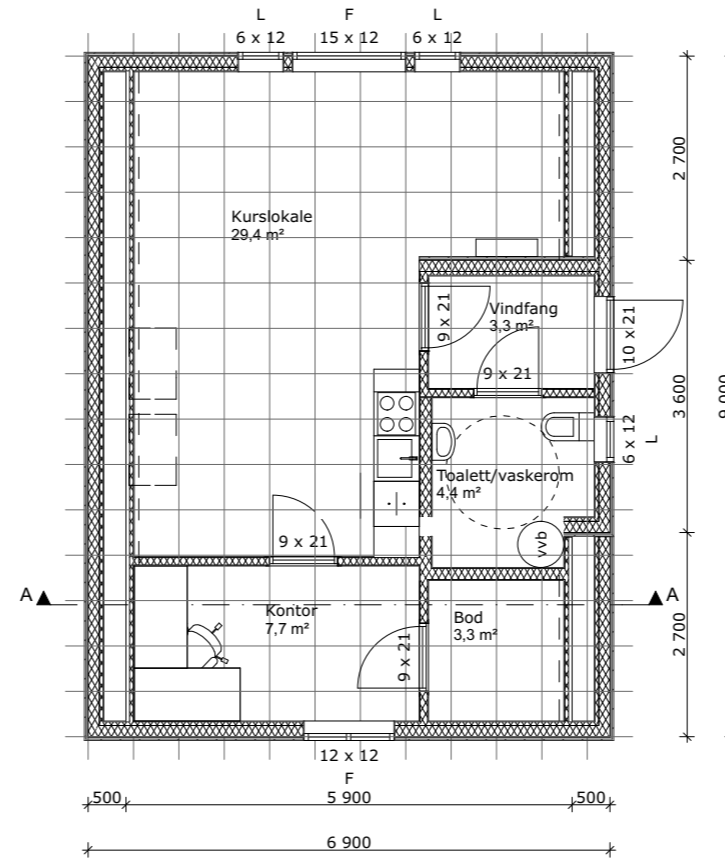 L F L
6 x 12 15 x 12 6 x 12
2 700
Kurslokale
29,4 m²
Vindfang
3,3 m²
9 x 21
10 x 21
9 x 21
3 600
9 000
6 x 12
L
Toalett/vaskerom
4,4 m²
vvb
9 x 21
A A
Kontor
7,7 m²
Bod
3,3 m²
9 x 21
2 700
12 x 12
F
500 5 900 500
6 900